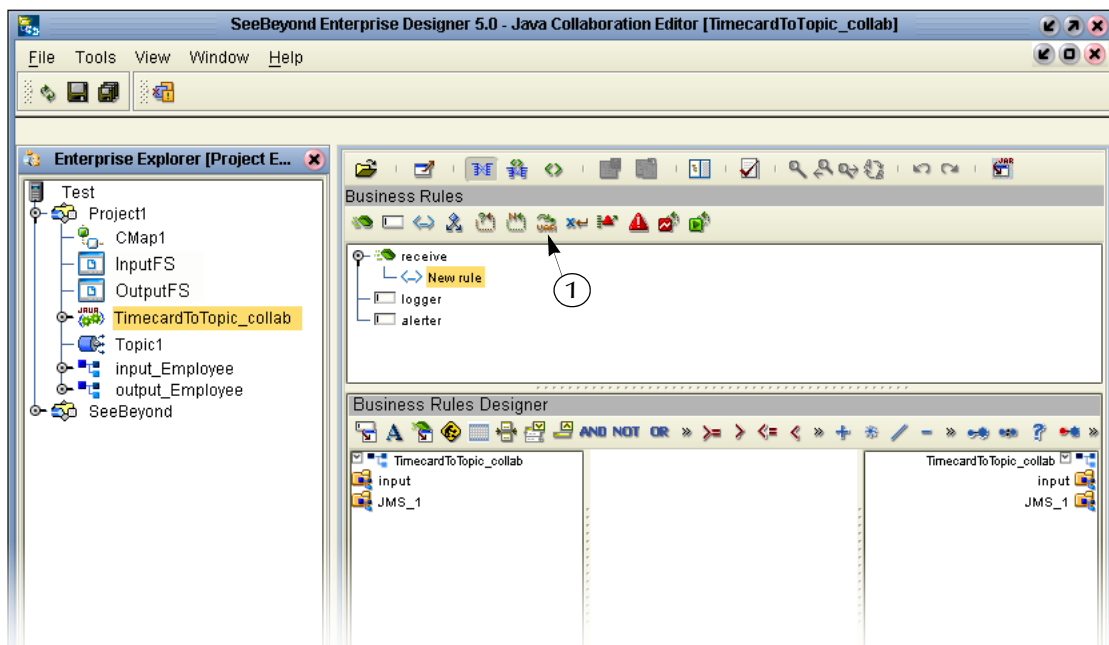 SeeBeyond Enterprise Designer 5.0 - Java Collaboration Editor [TimecardToTopic_collab]
File Tools View Window Help
Enterprise Explorer [Project E...
Test
Project1
CMap1
InputFS
OutputFS
JAVA
TimecardToTopic_collab
Topic1
input_Employee
output_Employee
SeeBeyond
JAR
Business Rules
receive
New rule
logger
alerter
1
Business Rules Designer
A AND NOT OR » >= > <= < » + * / - » ? »
TimecardToTopic_collab
input
JMS_1
TimecardToTopic_collab
input
JMS_1